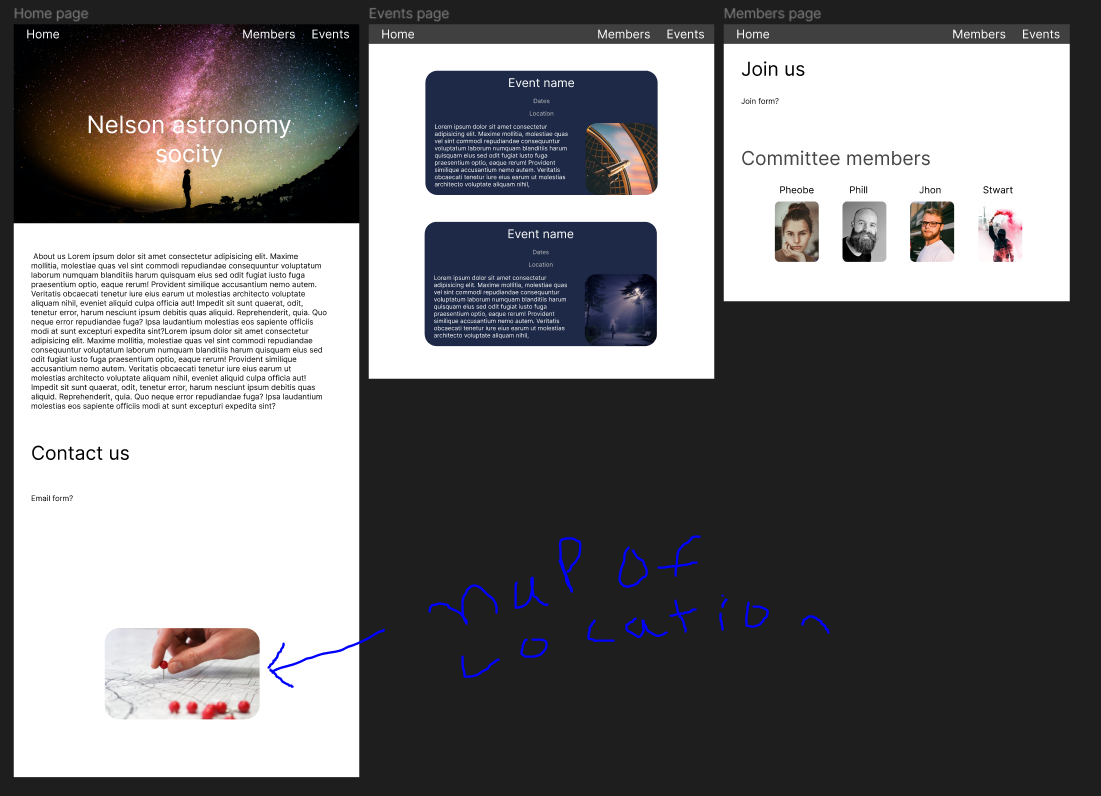 Home page
Home Members Events
Nelson astronomy
socity
About us Lorem ipsum dolor sit amet consectetur adipisicing elit. Maxime
mollitia, molestiae quas vel sint commodi repudiandae consequuntur voluptatum
laborum numquam blanditiis harum quisquam eius sed odit fugiat iusto fuga
praesentium optio, eaque rerum! Provident similique accusantium nemo autem.
Veritatis obcaecati tenetur iure eius earum ut molestias architecto voluptate
aliquam nihil, eveniet aliquid culpa officia aut! Impedit sit sunt quaerat, odit,
tenetur error, harum nesciunt ipsum debitis quas aliquid. Reprehenderit, quia. Quo
neque error repudiandae fuga? Ipsa laudantium molestias eos sapiente officiis
modi at sunt excepturi expedita sint?Lorem ipsum dolor sit amet consectetur
adipisicing elit. Maxime mollitia, molestiae quas vel sint commodi repudiandae
consequuntur voluptatum laborum numquam blanditiis harum quisquam eius sed
odit fugiat iusto fuga praesentium optio, eaque rerum! Provident similique
accusantium nemo autem. Veritatis obcaecati tenetur iure eius earum ut
molestias architecto voluptate aliquam nihil, eveniet aliquid culpa officia aut!
Impedit sit sunt quaerat, odit, tenetur error, harum nesciunt ipsum debitis quas
aliquid. Reprehenderit, quia. Quo neque error repudiandae fuga? Ipsa laudantium
molestias eos sapiente officiis modi at sunt excepturi expedita sint?
Contact us
Email form?
Events page
Home Members Events
Event name
Dates
Location
Lorem ipsum dolor sit amet consectetur
adipisicing elit. Maxime mollitia, molestiae quas
vel sint commodi repudiandae consequuntur
voluptatum laborum numquam blanditiis harum
quisquam eius sed odit fugiat iusto fuga
praesentium optio, eaque rerum! Provident
similique accusantium nemo autem. Veritatis
obcaecati tenetur iure eius earum ut molestias
architecto voluptate aliquam nihil,
Event name
Dates
Location
Lorem ipsum dolor sit amet consectetur
adipisicing elit. Maxime mollitia, molestiae quas
vel sint commodi repudiandae consequuntur
voluptatum laborum numquam blanditiis harum
quisquam eius sed odit fugiat iusto fuga
praesentium optio, eaque rerum! Provident
similique accusantium nemo autem. Veritatis
obcaecati tenetur iure eius earum ut molestias
architecto voluptate aliquam nihil,
Members page
Home Members Events
Join us
Join form?
Committee members
Pheobe Phill Jhon Stwart
map of
location